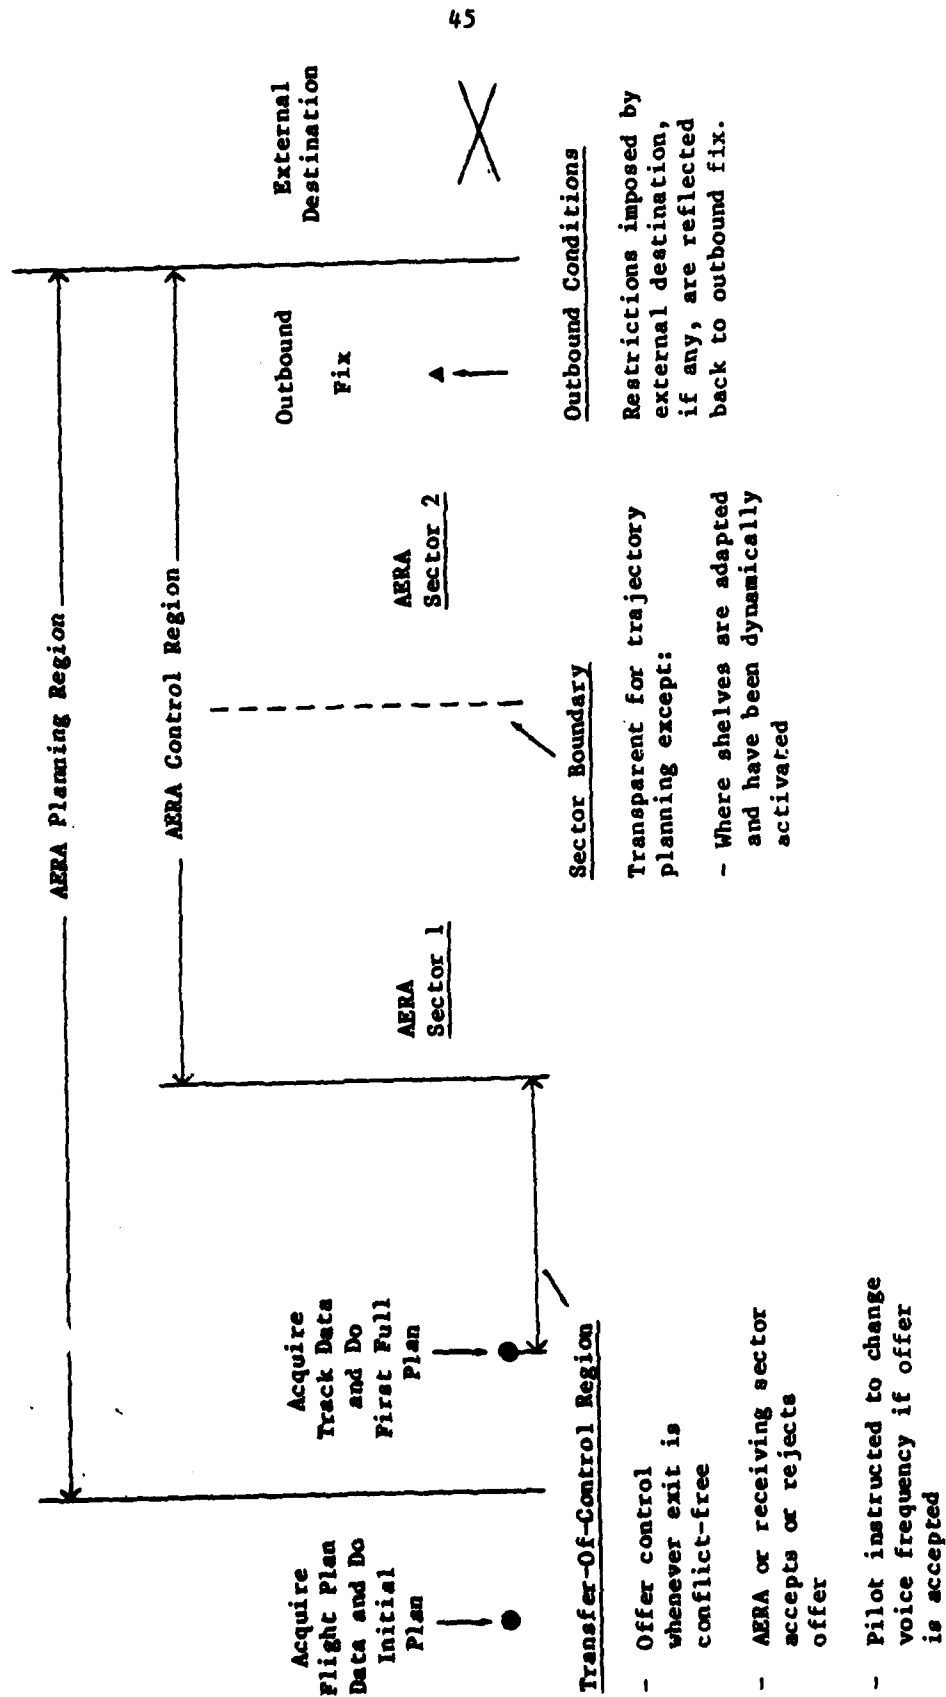 45
AERA Planning Region
AERA Control Region
Acquire
Flight Plan
Data and Do
Initial
Plan
Acquire
Track Data
and Do
First Full
Plan
AERA
Sector 1
AERA
Sector 2
Outbound
Fix
External
Destination
Transfer-Of-Control Region
- Offer control
whenever exit is
conflict-free
- AERA or receiving sector
accepts or rejects
offer
- Pilot instructed to change
voice frequency if offer
is accepted
Sector Boundary
Transparent for trajectory
planning except:
- Where shelves are adapted
and have been dynamically
activated
Outbound Conditions
Restrictions imposed by
external destination,
if any, are reflected
back to outbound fix.